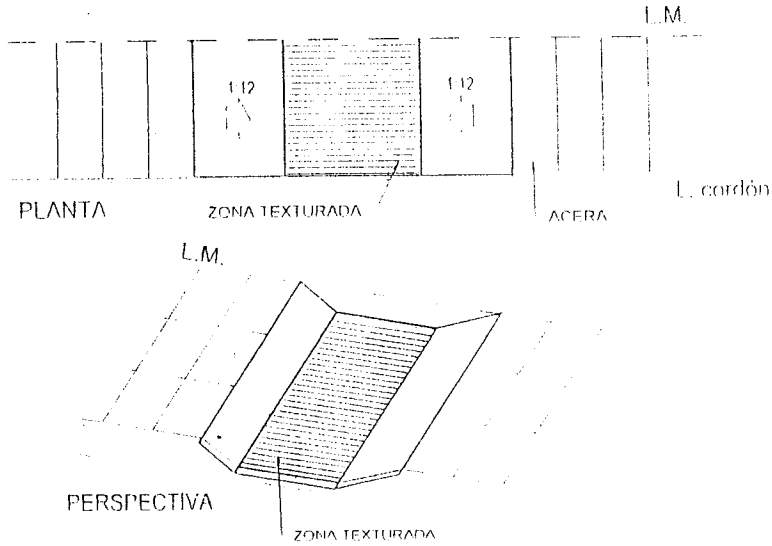 L.M.
1:12
1:12
PLANTA
ZONA TEXTURADA
ACERA
L. cordón
L.M.
PERSPECTIVA
ZONA TEXTURADA